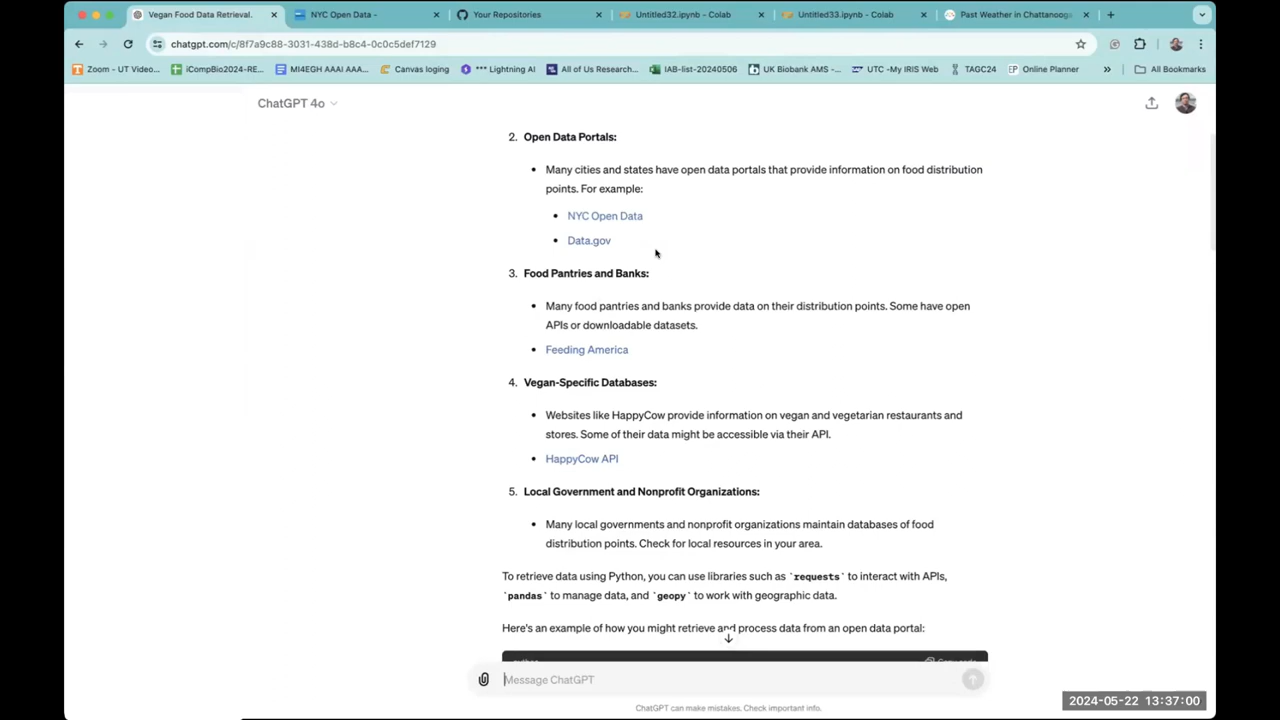 Vegan Food Data Retrieval.
NYC Open Data -
Your Repositories
Untitled32.ipynb - Colab
Untitled33.ipynb - Colab
Past Weather in Chattanooga
chatgpt.com/c/8f7a9c88-3031-438d-b8c4-0c0c5def7129
Zoom - UT Video...
iCompBio2024-RE...
MI4EGH AAAI AAA...
Canvas loging
*** Lightning AI
All of Us Research...
IAB-list-20240506
UK Biobank AMS -...
UTC -My IRIS Web
TAGC24
Online Planner
»
All Bookmarks
ChatGPT 4o
2. Open Data Portals:
• Many cities and states have open data portals that provide information on food distribution
points. For example:
• NYC Open Data
• Data.gov
3. Food Pantries and Banks:
• Many food pantries and banks provide data on their distribution points. Some have open
APIs or downloadable datasets.
• Feeding America
4. Vegan-Specific Databases:
• Websites like HappyCow provide information on vegan and vegetarian restaurants and
stores. Some of their data might be accessible via their API.
• HappyCow API
5. Local Government and Nonprofit Organizations:
• Many local governments and nonprofit organizations maintain databases of food
distribution points. Check for local resources in your area.
To retrieve data using Python, you can use libraries such as `requests` to interact with APIs,
`pandas` to manage data, and `geopy` to work with geographic data.
Here's an example of how you might retrieve and process data from an open data portal:
python
Copy code
Message ChatGPT
2024-05-22 13:37:00
ChatGPT can make mistakes. Check important info.